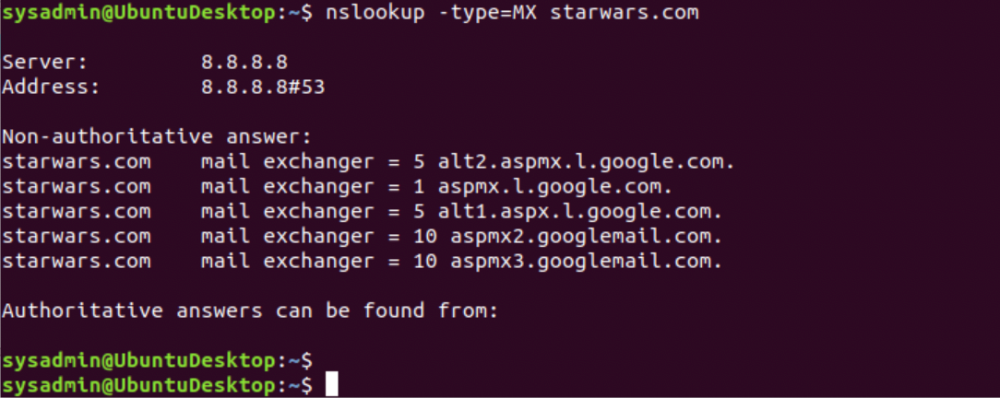 sysadmin@UbuntuDesktop:~$ nslookup -type=MX starwars.com
Server: 8.8.8.8
Address: 8.8.8.8#53
Non-authoritative answer:
starwars.com mail exchanger = 5 alt2.aspmx.l.google.com.
starwars.com mail exchanger = 1 aspmx.l.google.com.
starwars.com mail exchanger = 5 alt1.aspx.l.google.com.
starwars.com mail exchanger = 10 aspmx2.googlemail.com.
starwars.com mail exchanger = 10 aspmx3.googlemail.com.
Authoritative answers can be found from:
sysadmin@UbuntuDesktop:~$
sysadmin@UbuntuDesktop:~$